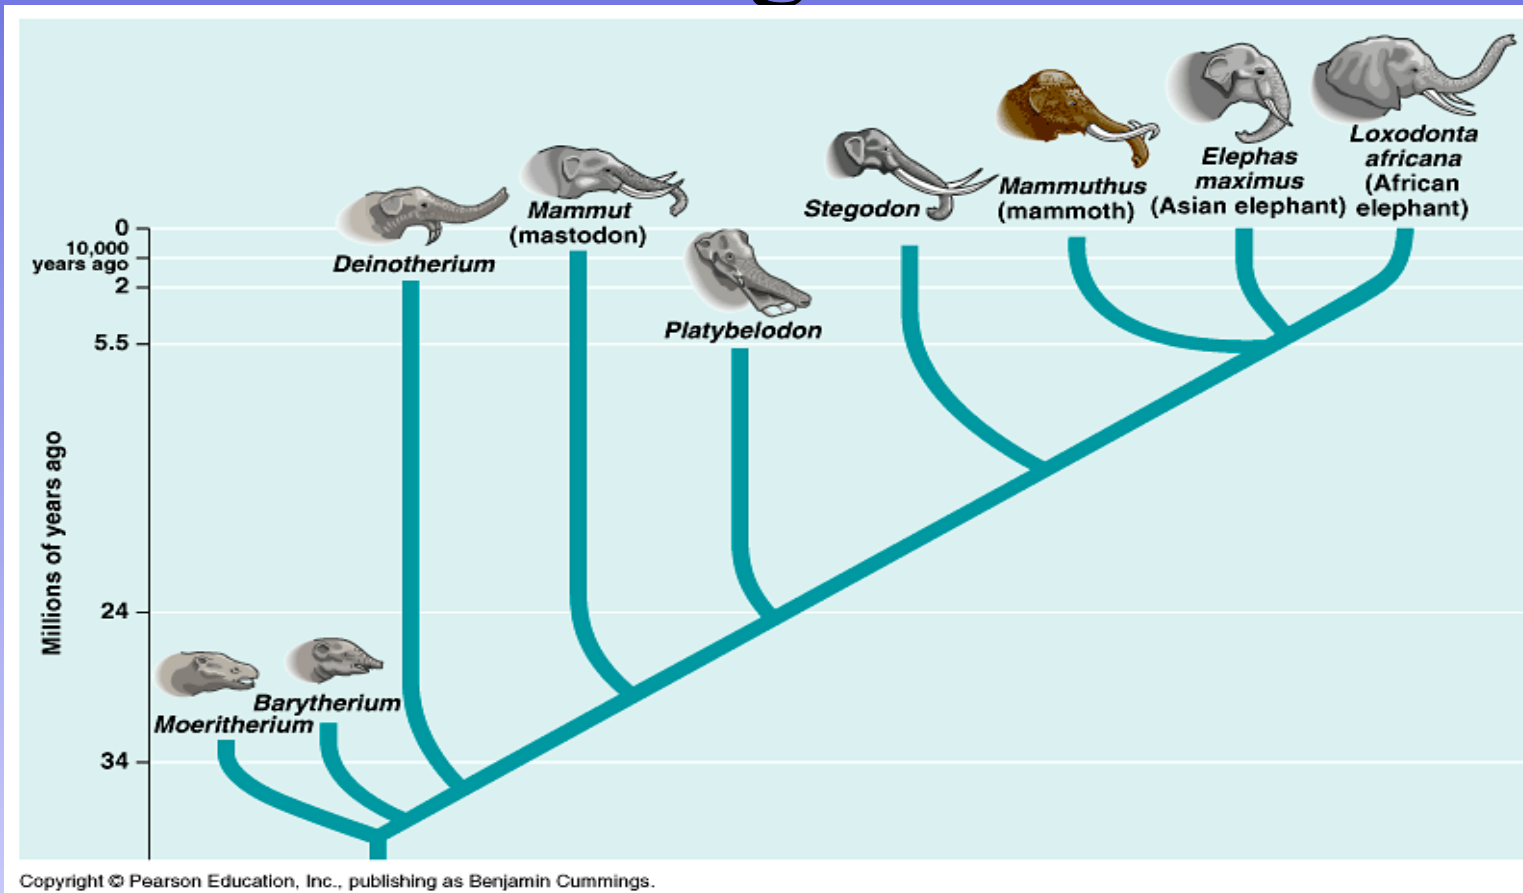 Loxodonta
africana
(African
elephant)
Elephas
maximus
(Asian elephant)
Mammuthus
(mammoth)
Stegodon
Mammut
(mastodon)
Deinotherium
Platybelodon
0
10,000
years ago
2
5.5
Millions of years ago
24
Barytherium
Moeritherium
34
Copyright © Pearson Education, Inc., publishing as Benjamin Cummings.